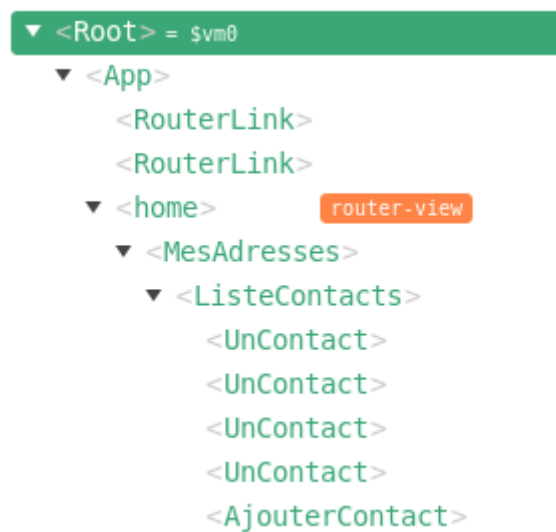 <Root> = $vm0
<App>
<RouterLink>
<RouterLink>
<home> router-view
<MesAdresses>
<ListeContacts>
<UnContact>
<UnContact>
<UnContact>
<UnContact>
<AjouterContact>